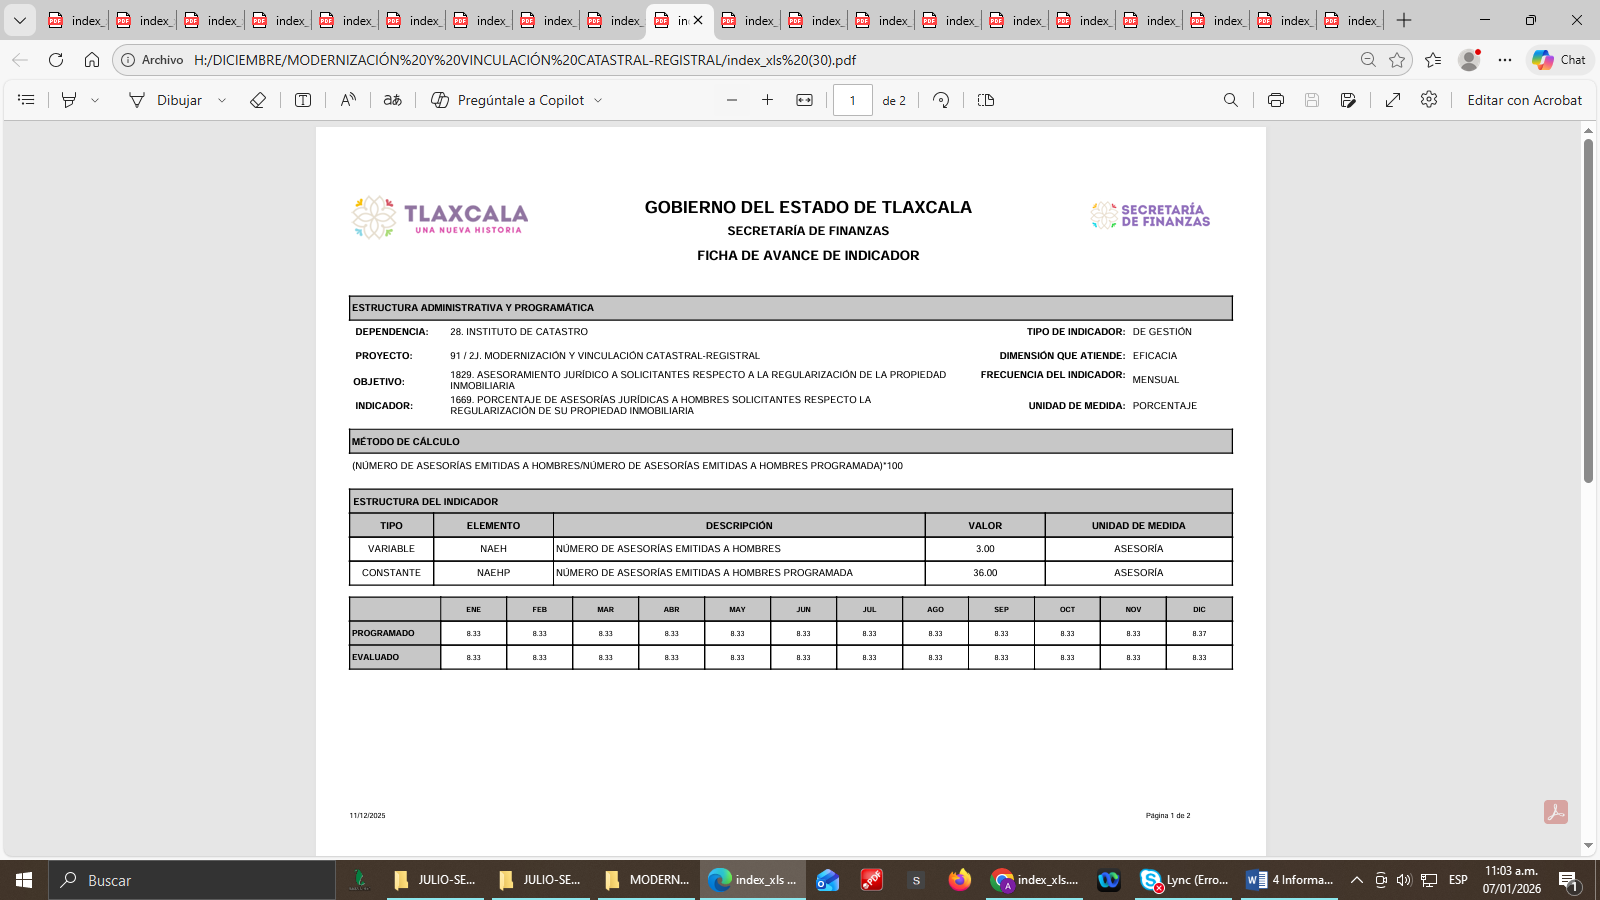 index_ index_ index_ index_ index_ index_ index_ index_ index_ in index_ index_ index_ index_ index_ index_ index_ index_ index_ index_
Archivo H:/DICIEMBRE/MODERNIZACIÓN%20Y%20VINCULACIÓN%20CATASTRAL-REGISTRAL/index_xls%20(30).pdf Chat
Dibujar Pregúntale a Copilot 1 de 2 Editar con Acrobat
TLAXCALA
UNA NUEVA HISTORIA
GOBIERNO DEL ESTADO DE TLAXCALA
SECRETARÍA DE FINANZAS
FICHA DE AVANCE DE INDICADOR
SECRETARÍA
DE FINANZAS
ESTRUCTURA ADMINISTRATIVA Y PROGRAMÁTICA
DEPENDENCIA: 28. INSTITUTO DE CATASTRO TIPO DE INDICADOR: DE GESTIÓN
PROYECTO: 91 / 2J. MODERNIZACIÓN Y VINCULACIÓN CATASTRAL-REGISTRAL DIMENSIÓN QUE ATIENDE: EFICACIA
OBJETIVO: 1829. ASESORAMIENTO JURÍDICO A SOLICITANTES RESPECTO A LA REGULARIZACIÓN DE LA PROPIEDAD
INMOBILIARIA
FRECUENCIA DEL INDICADOR: MENSUAL
INDICADOR: 1669. PORCENTAJE DE ASESORÍAS JURÍDICAS A HOMBRES SOLICITANTES RESPECTO LA
REGULARIZACIÓN DE SU PROPIEDAD INMOBILIARIA
UNIDAD DE MEDIDA: PORCENTAJE
MÉTODO DE CÁLCULO
(NÚMERO DE ASESORÍAS EMITIDAS A HOMBRES/NÚMERO DE ASESORÍAS EMITIDAS A HOMBRES PROGRAMADA)*100
ESTRUCTURA DEL INDICADOR
TIPO ELEMENTO DESCRIPCIÓN VALOR UNIDAD DE MEDIDA
VARIABLE NAEH NÚMERO DE ASESORÍAS EMITIDAS A HOMBRES 3.00 ASESORÍA
CONSTANTE NAEHP NÚMERO DE ASESORÍAS EMITIDAS A HOMBRES PROGRAMADA 36.00 ASESORÍA
ENE FEB MAR ABR MAY JUN JUL AGO SEP OCT NOV DIC
PROGRAMADO 8.33 8.33 8.33 8.33 8.33 8.33 8.33 8.33 8.33 8.33 8.33 8.37
EVALUADO 8.33 8.33 8.33 8.33 8.33 8.33 8.33 8.33 8.33 8.33 8.33 8.33
11/12/2025 Página 1 de 2
Buscar JULIO-SE... JULIO-SE... MODERN... index_xls ... index_xls.... Lync (Erro... 4 Informa... ESP
11:03 a.m.
07/01/2026
1